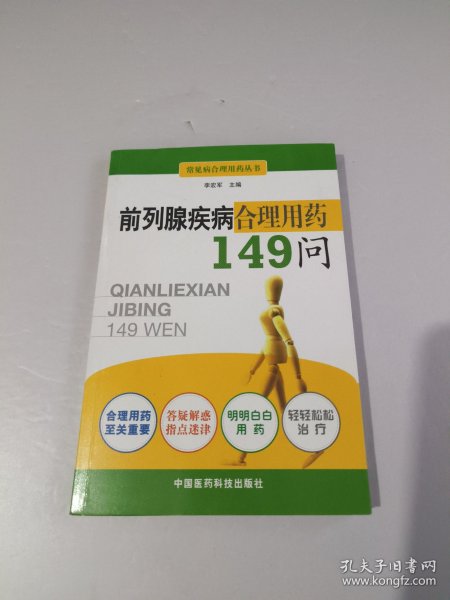 常见病合理用药丛书
李宏军 主编
前列腺疾病合理用药
149问
QIANLIEXIAN
JIBING
149 WEN
合理用药
至关重要
答疑解惑
指点迷津
明明白白
用药
轻轻松松
治疗
中国医药科技出版社
孔夫子旧书网
www.kongfz.com